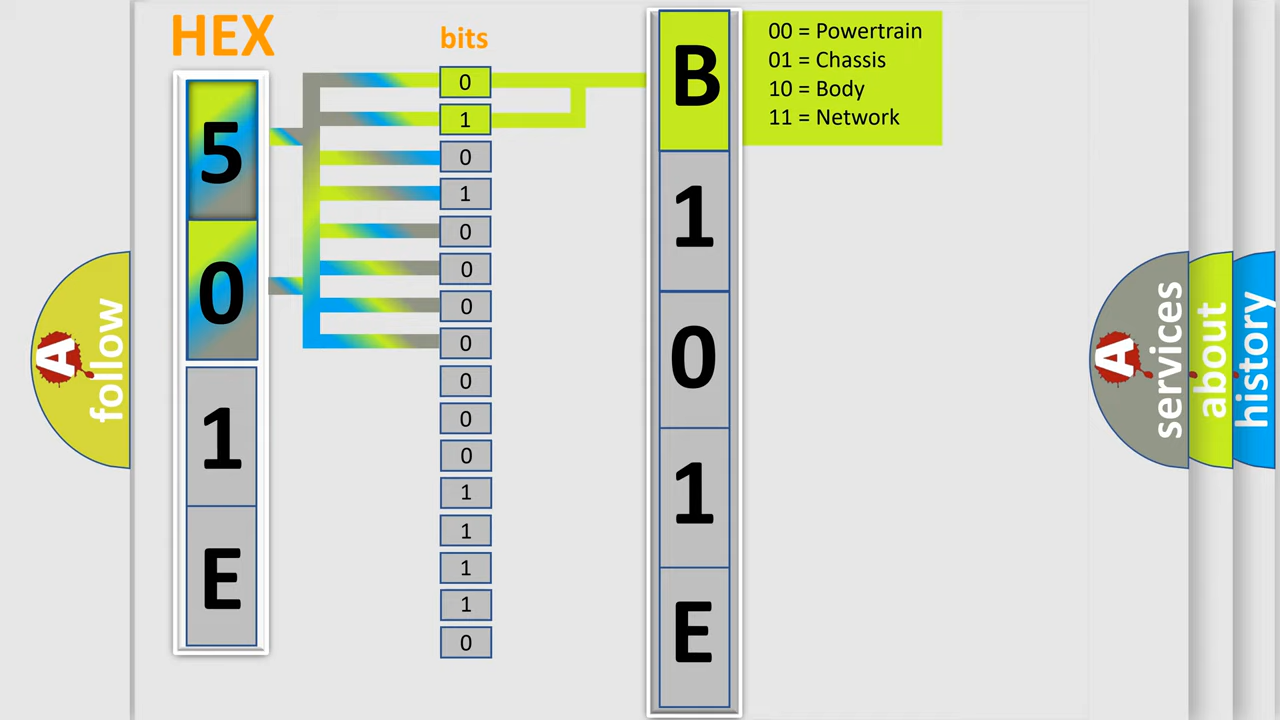 HEX
bits
5
0
1
E
0
1
0
1
0
0
0
0
0
0
0
1
1
1
1
0
B
1
0
1
E
00 = Powertrain
01 = Chassis
10 = Body
11 = Network
A
follow
A
services
about
history